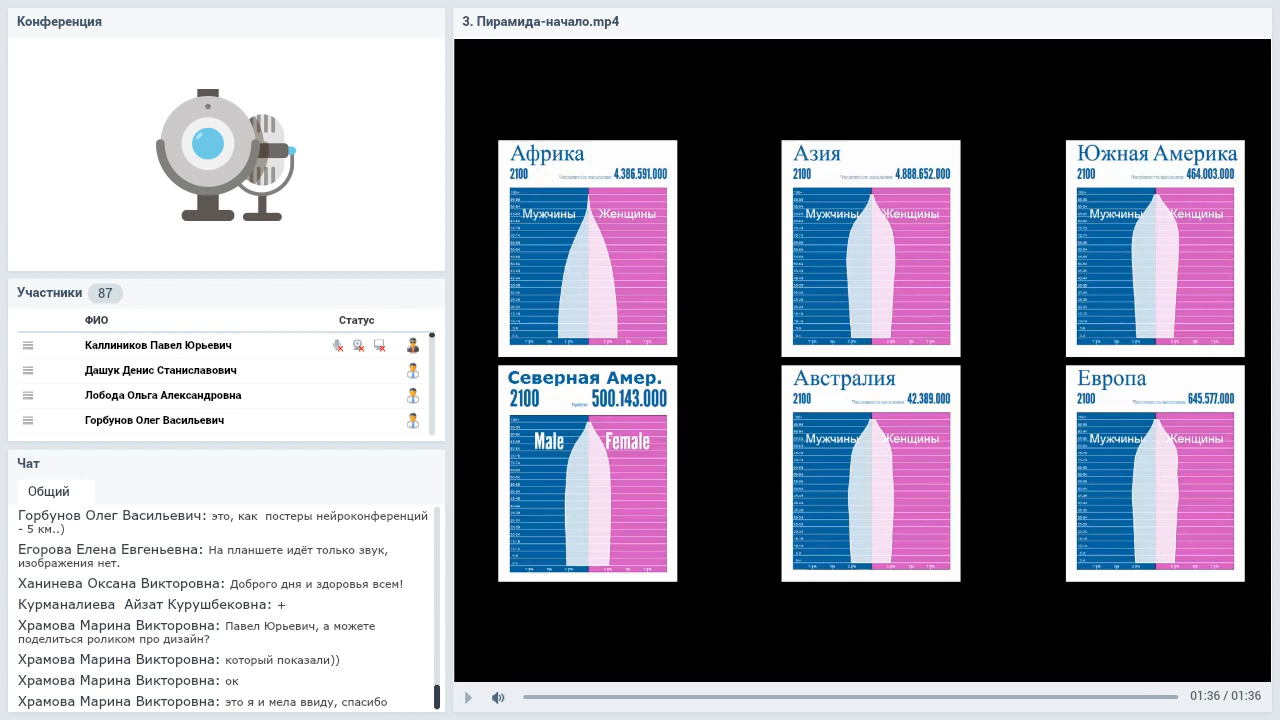 Конференция
Участники 37
ФИО Статус
Каллиников Павел Юрьевич
Дашук Денис Станиславович
Лобода Ольга Александровна
Горбунов Олег Васильевич
Чат
Общий
Горбунов Олег Васильевич: это, как постеры нейроконференций
- 5 км...)
Егорова Елена Евгеньевна: На планшете идёт только звук,
изображения нет.
Ханинева Оксана Викторовна: Доброго дня и здоровья всем!
Курманалиева Айзат Курушбековна: +
Храмова Марина Викторовна: Павел Юрьевич, а можете
поделиться роликом про дизайн?
Храмова Марина Викторовна: который показали))
Храмова Марина Викторовна: ок
Храмова Марина Викторовна: это я и мела ввиду, спасибо
3. Пирамида-начало.mp4
Африка
2100 4.386.591.000
Мужчины Женщины
Азия
2100 4.888.652.000
Мужчины Женщины
Южная Америка
2100 464.003.000
Мужчины Женщины
Северная Амер.
2100 500.143.000
Male Female
Австралия
2100 42.389.000
Мужчины Женщины
Европа
2100 645.577.000
Мужчины Женщины
01:36 / 01:36